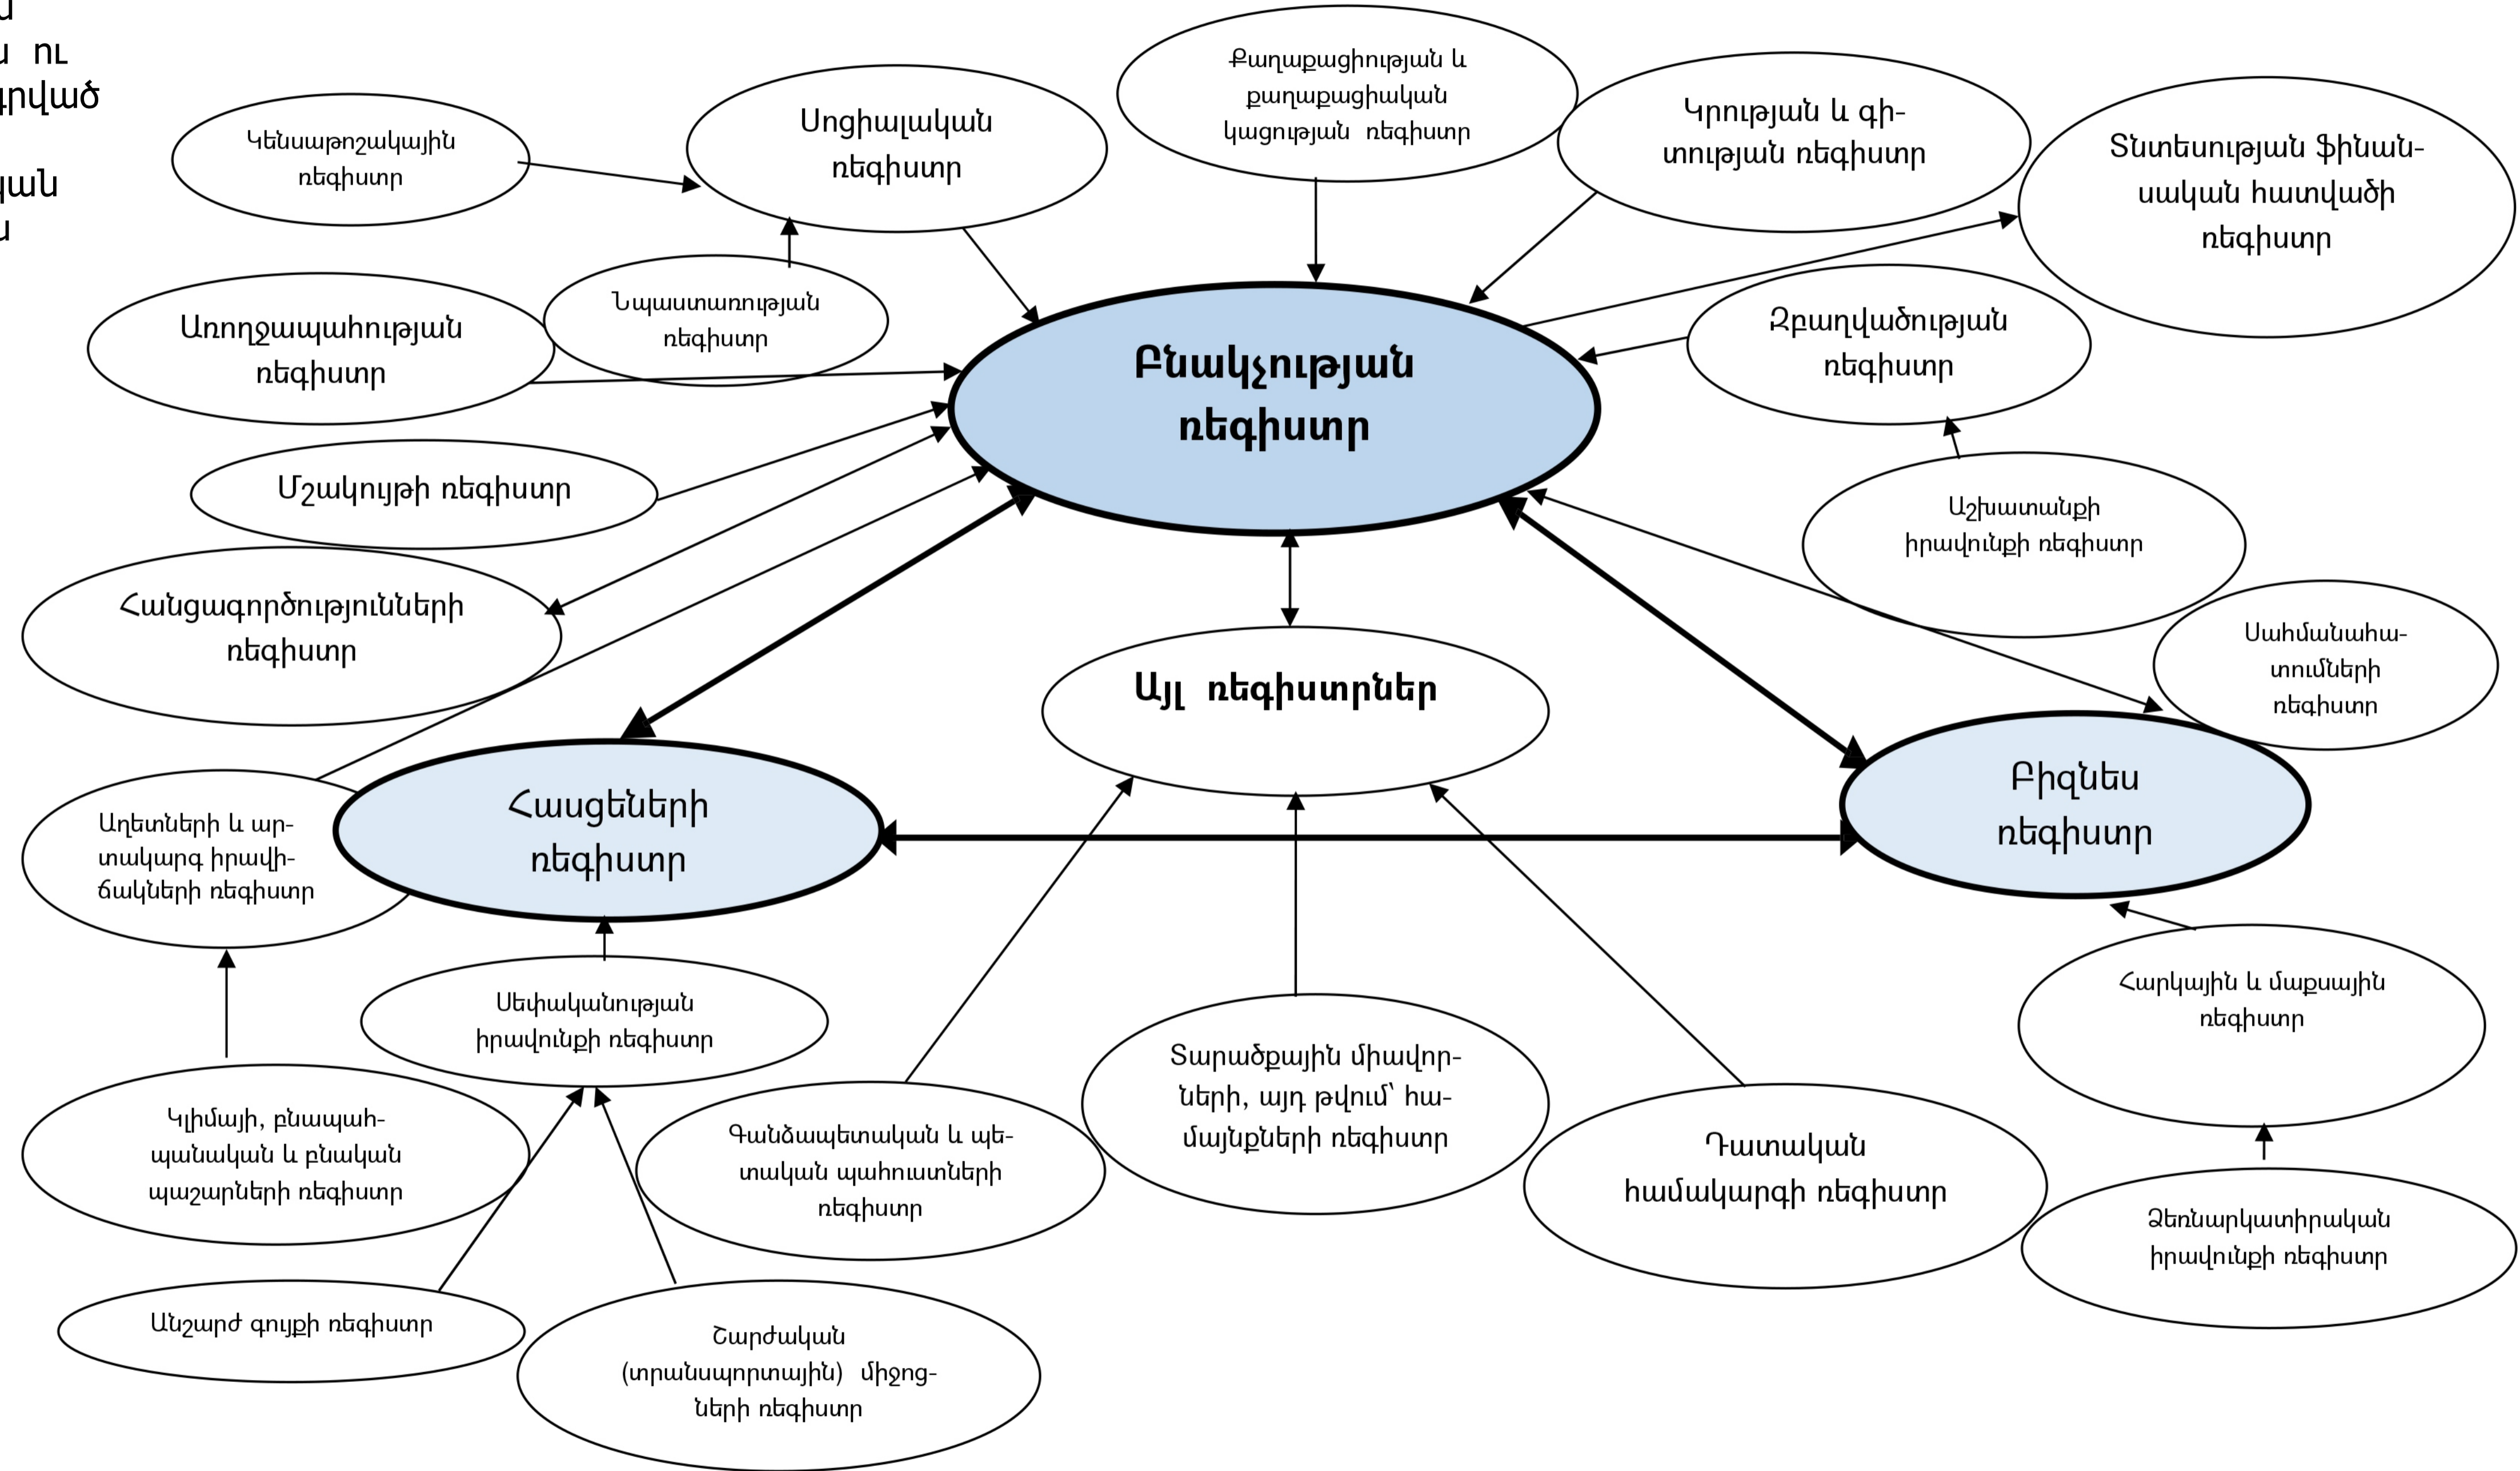 ու
Կենսաթոշակային
ռեգիստր
Սոցիալական
ռեգիստր
Քաղաքացիության և
քաղաքացիական
կացության ռեգիստր
Կրության և գի-
տության ռեգիստր
Տնտեսության ֆինան-
սական հատվածի
ռեգիստր
Առողջապահության
ռեգիստր
Նպաստառության
ռեգիստր
Բնակչության
ռեգիստր
Զբաղվածության
ռեգիստր
Մշակույթի ռեգիստր
Աշխատանքի
իրավունքի ռեգիստր
Հանցագործությունների
ռեգիստր
Այլ ռեգիստրներ
Սահմանահա-
տումների
ռեգիստր
Աղետների և ար-
տակարգ իրավի-
ճակների ռեգիստր
Հասցեների
ռեգիստր
Բիզնես
ռեգիստր
Սեփականության
իրավունքի ռեգիստր
Հարկային և մաքսային
ռեգիստր
Կլիմայի, բնապահ-
պանական և բնական
պաշարների ռեգիստր
Գանձապետական և պե-
տական պահուստների
ռեգիստր
Տարածքային միավոր-
ների, այդ թվում՝ հա-
մայնքների ռեգիստր
Դատական
համակարգի ռեգիստր
Ձեռնարկատիրական
իրավունքի ռեգիստր
Անշարժ գույքի ռեգիստր
Շարժական
(տրանսպորտային) միջոց-
ների ռեգիստր